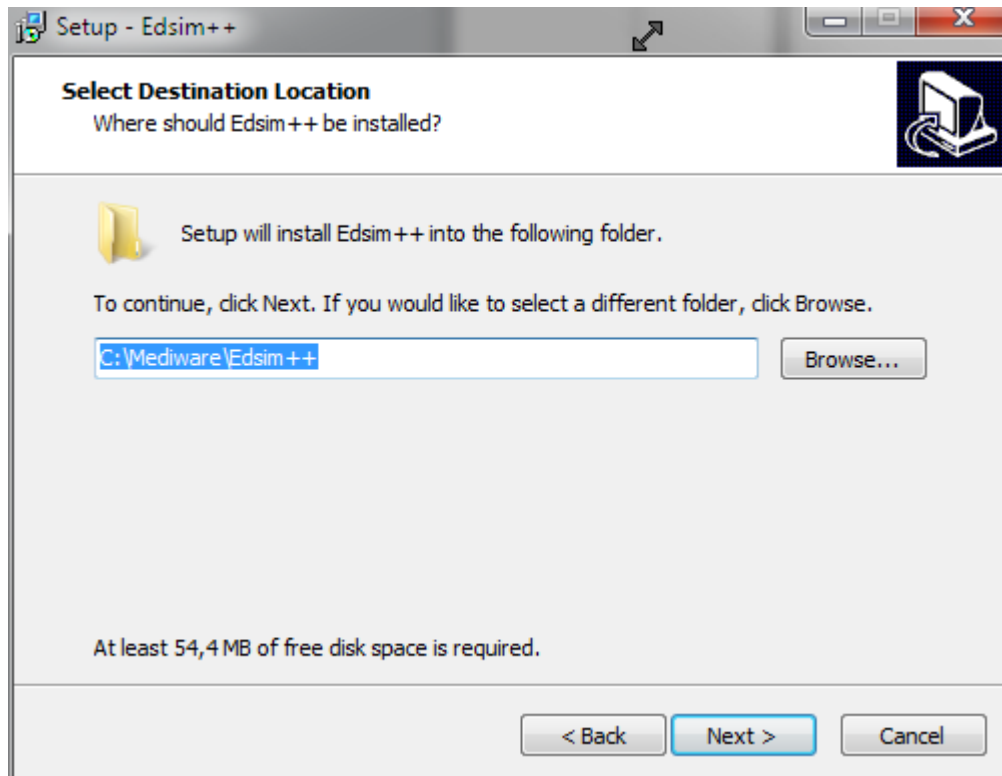 Setup - Edsim++
Select Destination Location
Where should Edsim++ be installed?
Setup will install Edsim++ into the following folder.
To continue, click Next. If you would like to select a different folder, click Browse.
C:\Mediware\Edsim++
Browse...
At least 54,4 MB of free disk space is required.
< Back
Next >
Cancel